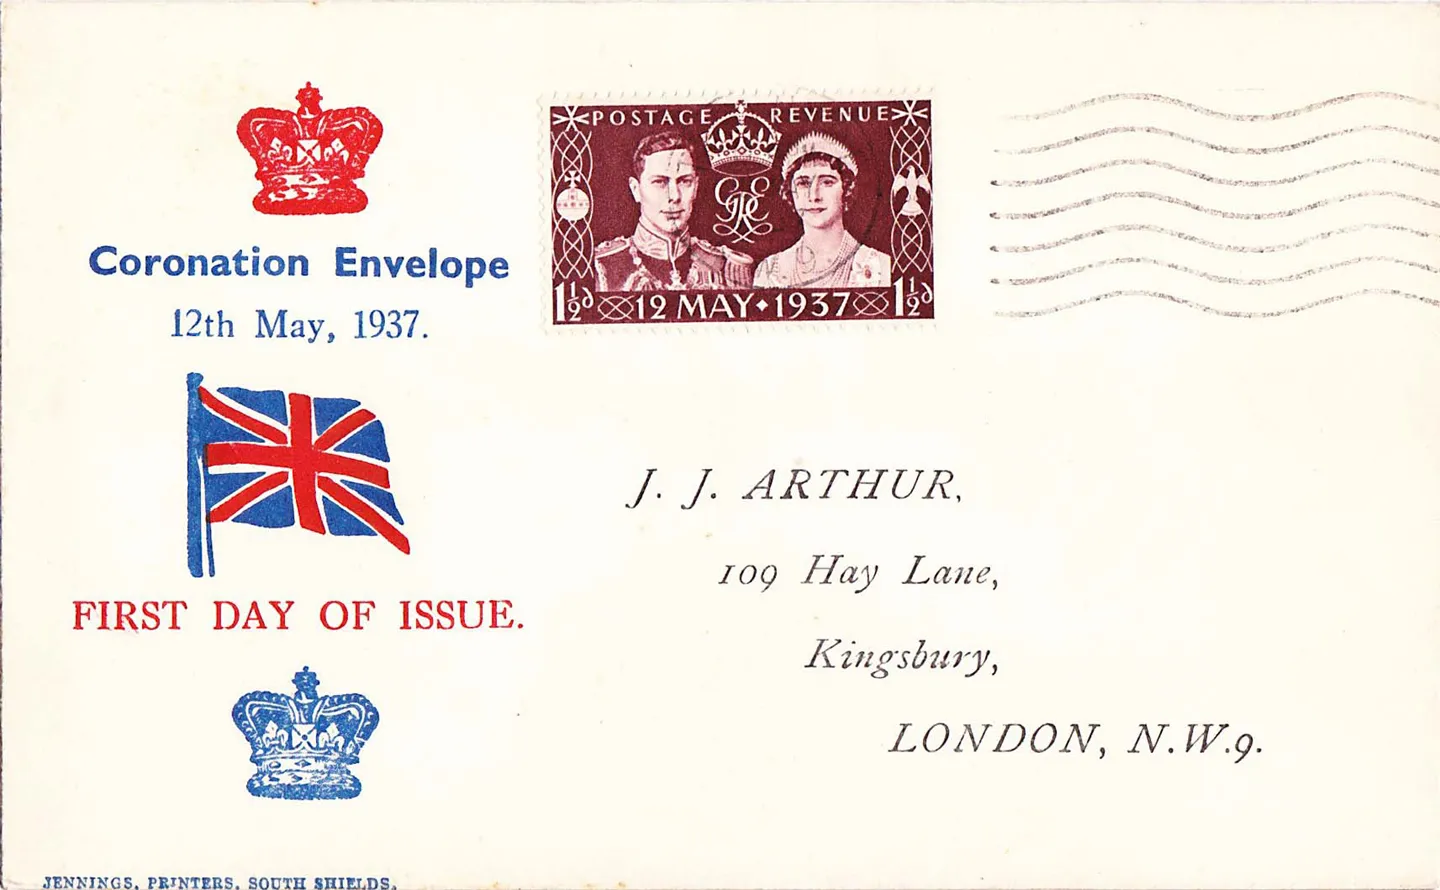 Coronation Envelope
12th May, 1937.
FIRST DAY OF ISSUE.
JENNINGS, PRINTERS, SOUTH SHIELDS.
POSTAGE REVENUE
GRE
1½d 12 MAY · 1937 1½d
J. J. ARTHUR,
109 Hay Lane,
Kingsbury,
LONDON, N.W.9.